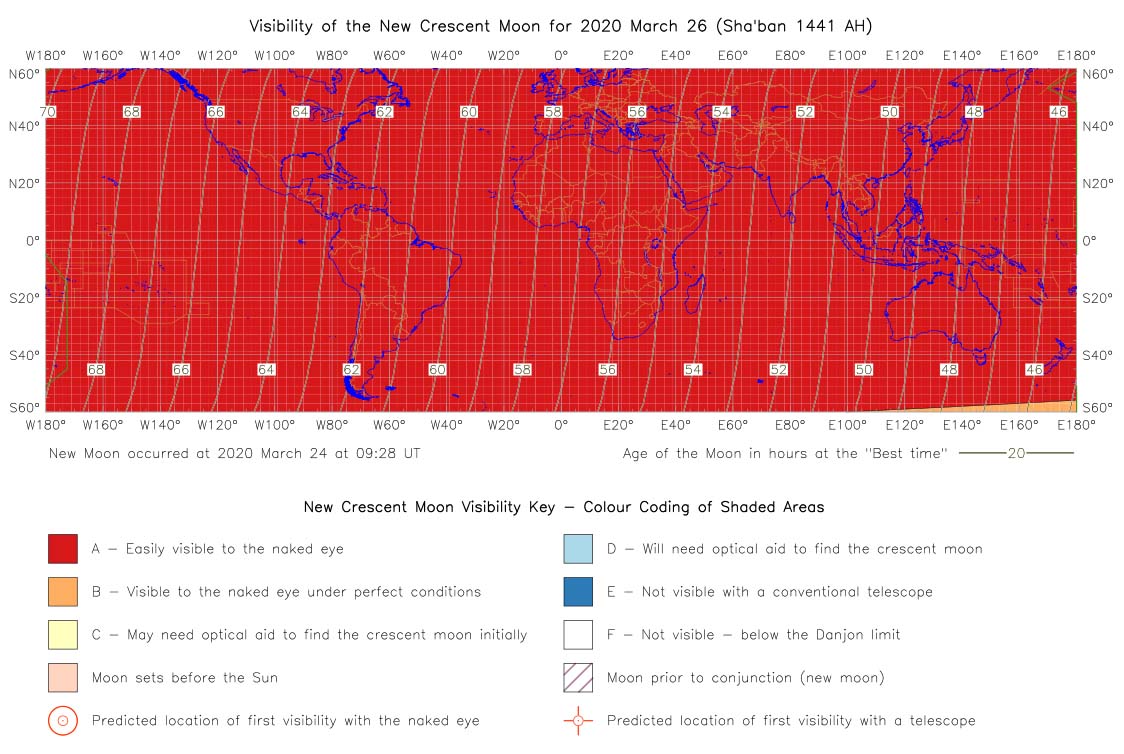 Visibility of the New Crescent Moon for 2020 March 26 (Sha'ban 1441 AH)
W180° W160° W140° W120° W100° W80° W60° W40° W20° 0° E20° E40° E60° E80° E100° E120° E140° E160° E180°
N60° N60°
70 68 66 64 62 60 58 56 54 52 50 48 46
N40° N40°
N20° N20°
0° 0°
S20° S20°
S40° S40°
68 66 64 62 60 58 56 54 52 50 48 46
S60° S60°
W180° W160° W140° W120° W100° W80° W60° W40° W20° 0° E20° E40° E60° E80° E100° E120° E140° E160° E180°
New Moon occurred at 2020 March 24 at 09:28 UT Age of the Moon in hours at the "Best time" 20
New Crescent Moon Visibility Key – Colour Coding of Shaded Areas
A – Easily visible to the naked eye D – Will need optical aid to find the crescent moon
B – Visible to the naked eye under perfect conditions E – Not visible with a conventional telescope
C – May need optical aid to find the crescent moon initially F – Not visible – below the Danjon limit
Moon sets before the Sun Moon prior to conjunction (new moon)
Predicted location of first visibility with the naked eye Predicted location of first visibility with a telescope